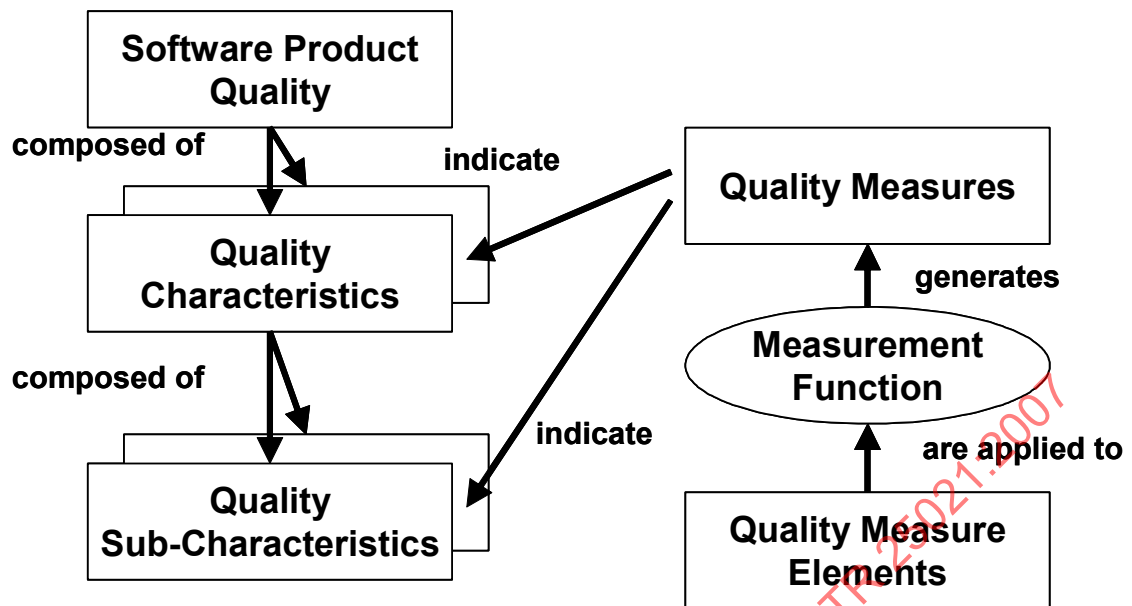 Software Product
Quality
composed of
indicate
Quality Measures
Quality
Characteristics
generates
Measurement
Function
composed of
indicate
are applied to
Quality
Sub-Characteristics
Quality Measure
Elements
TR 25021:2007